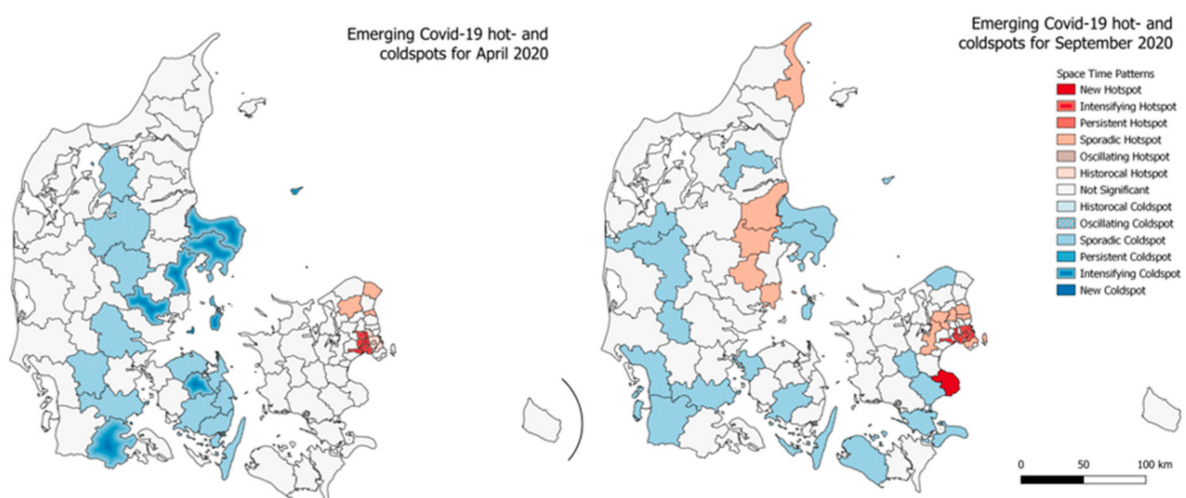 Emerging Covid-19 hot- and
coldspots for April 2020
Emerging Covid-19 hot- and
coldspots for September 2020
Space Time Patterns
New Hotspot
Intensifying Hotspot
Persistent Hotspot
Sporadic Hotspot
Oscillating Hotspot
Historocal Hotspot
Not Significant
Historocal Coldspot
Oscillating Coldspot
Sporadic Coldspot
Persistent Coldspot
Intensifying Coldspot
New Coldspot
0 50 100 km